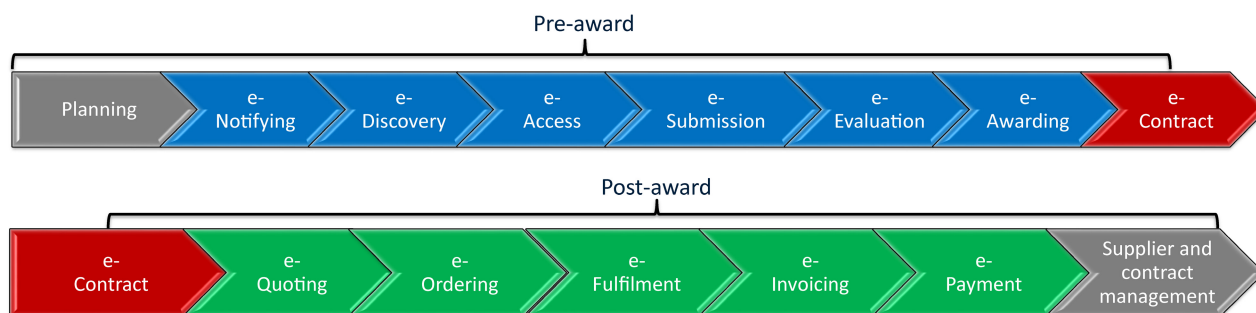 Pre-award
Planning
e-
Notifying
e-
Discovery
e-
Access
e-
Submission
e-
Evaluation
e-
Awarding
e-
Contract
Post-award
e-
Contract
e-
Quoting
e-
Ordering
e-
Fulfilment
e-
Invoicing
e-
Payment
Supplier and
contract
management